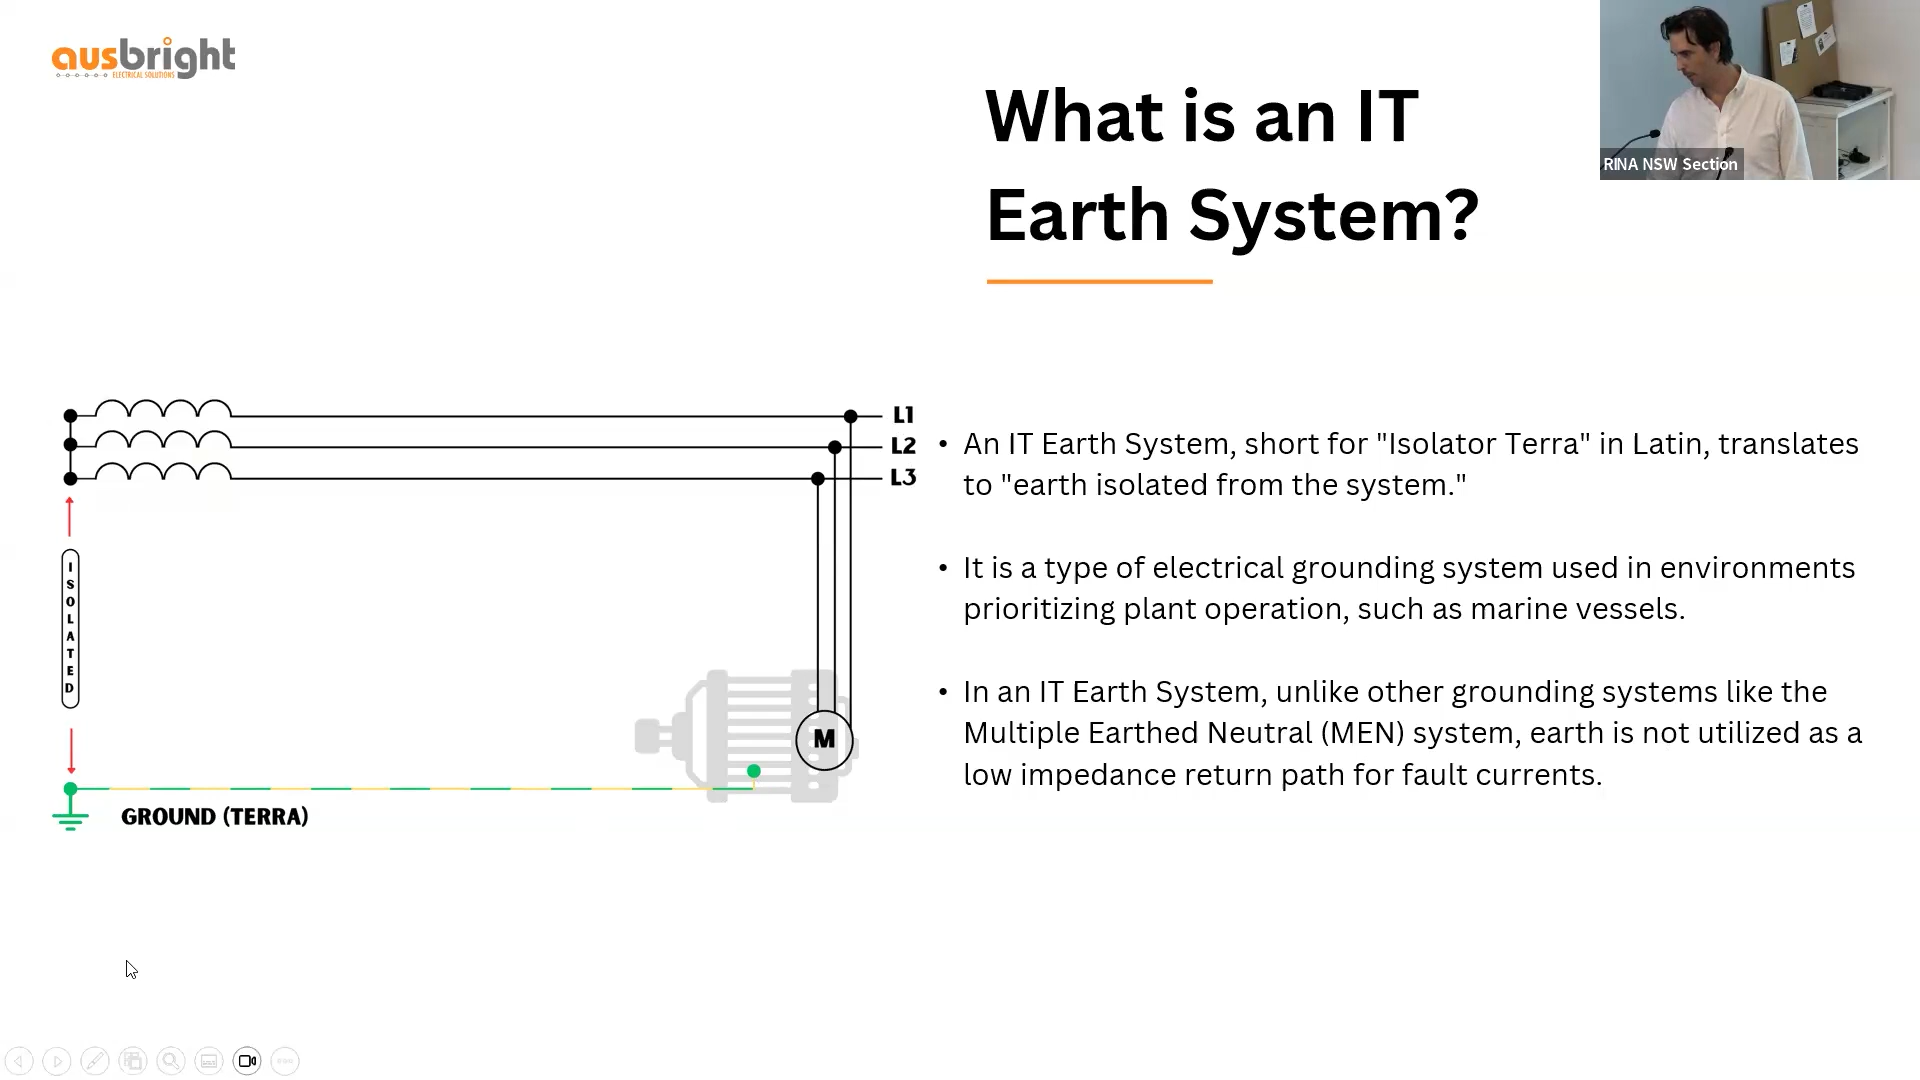 ausbright
ELECTRICAL SOLUTIONS
What is an IT
Earth System?
RINA NSW Section
L1
L2
L3
ISOLATED
M
GROUND (TERRA)
• An IT Earth System, short for "Isolator Terra" in Latin, translates
to "earth isolated from the system."
• It is a type of electrical grounding system used in environments
prioritizing plant operation, such as marine vessels.
• In an IT Earth System, unlike other grounding systems like the
Multiple Earthed Neutral (MEN) system, earth is not utilized as a
low impedance return path for fault currents.